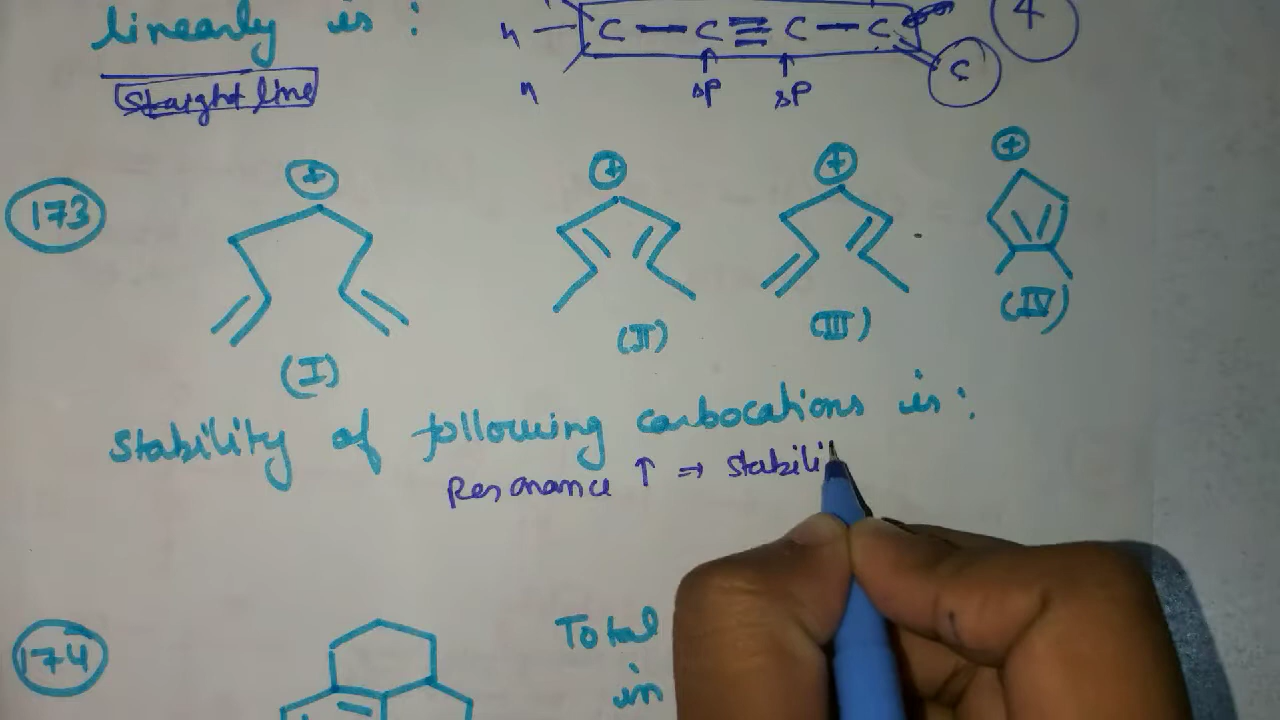 linearly is :
H — C — C ≡ C — C
4
Straight line
H
SP SP
C
173
(I) (II) (III) (IV)
Stability of following carbocations is :
Resonance ↑ ⇒ Stabili
174
Total
in